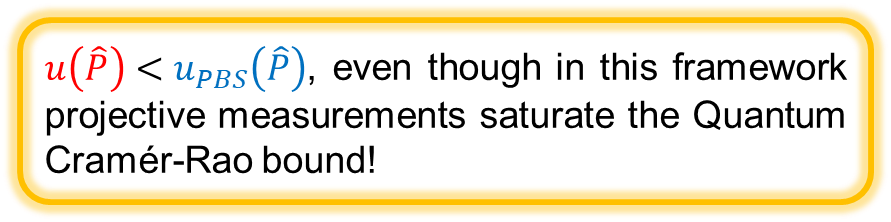 u(P̂) < u_PBS(P̂), even though in this framework
projective measurements saturate the Quantum
Cramér-Rao bound!